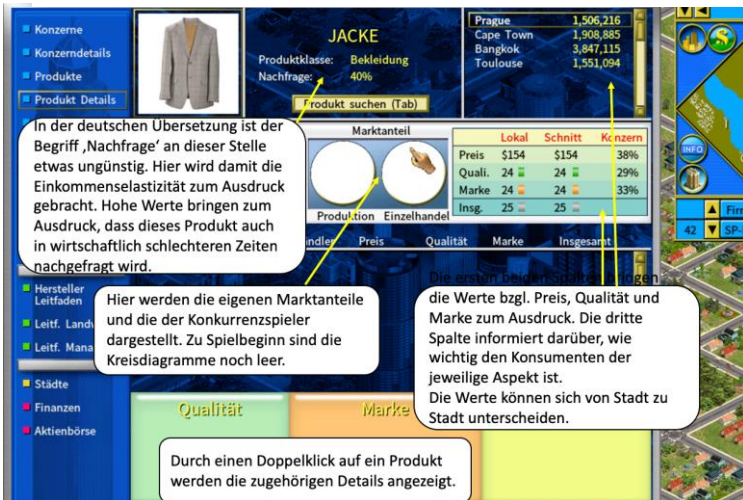 Konzerne
Konzerndetails
Produkte
Produkt Details
JACKE
Produktklasse: Bekleidung
Nachfrage: 40%
Produkt suchen (Tab)
Prague 1,506,216
Cape Town 1,908,885
Bangkok 3,847,115
Toulouse 1,551,094
INFO
In der deutschen Übersetzung ist der
Begriff ‚Nachfrage' an dieser Stelle
etwas ungünstig. Hier wird damit die
Einkommenselastizität zum Ausdruck
gebracht. Hohe Werte bringen zum
Ausdruck, dass dieses Produkt auch
in wirtschaftlich schlechteren Zeiten
nachgefragt wird.
Marktanteil
Produktion Einzelhandel
Lokal Schnitt Konzern
Preis $154 $154 38%
Quali. 24 24 29%
Marke 24 24 33%
Insg. 25 25
42
Preis Qualität Marke Insgesamt
Hersteller
Leitfaden
Leitf.
Leitf.
Hier werden die eigenen Marktanteile
und die der Konkurrenzspieler
dargestellt. Zu Spielbeginn sind die
Kreisdiagramme noch leer.
Die ersten beiden Spalten bringen
die Werte bzgl. Preis, Qualität und
Marke zum Ausdruck. Die dritte
Spalte informiert darüber, wie
wichtig den Konsumenten der
jeweilige Aspekt ist.
Die Werte können sich von Stadt zu
Stadt unterscheiden.
Städte
Finanzen
Aktienbörse
Qualität
Marke
Durch einen Doppelklick auf ein Produkt
werden die zugehörigen Details angezeigt.